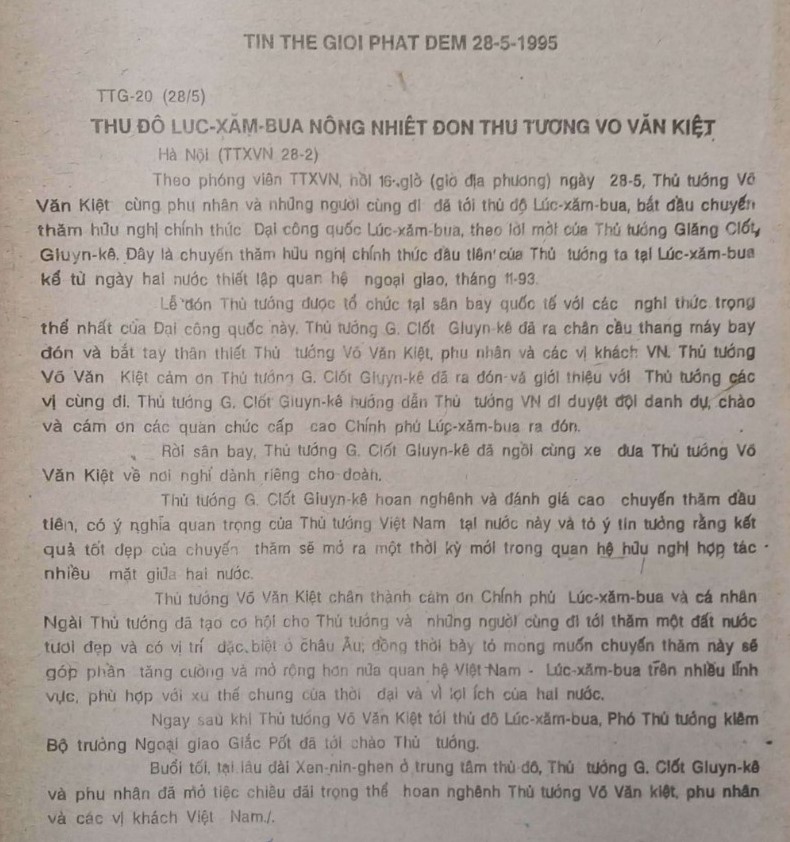 TIN THE GIOI PHAT DEM 28-5-1995
TTG-20 (28/5)
THU ĐÔ LUC-XĂM-BUA NÔNG NHIÊT ĐON THU TƯƠNG VO VĂN KIỆT
Hà Nội (TTXVN 28-2)
Theo phóng viên TTXVN, hồi 16 giờ (giờ địa phương) ngày 28-5, Thủ tướng Võ
Văn Kiệt cùng phu nhân và những người cùng đi đã tới thủ đô Lúc-xăm-bua, bắt đầu chuyến
thăm hữu nghị chính thức Đại công quốc Lúc-xăm-bua, theo lời mời của Thủ tướng Giăng Clốt,
Gluyn-kê. Đây là chuyến thăm hữu nghị chính thức đầu tiên của Thủ tướng ta tại Lúc-xăm-bua
kể từ ngày hai nước thiết lập quan hệ ngoại giao, tháng 11-93.
Lễ đón Thủ tướng được tổ chức tại sân bay quốc tế với các nghi thức trọng
thể nhất của Đại công quốc này. Thủ tướng G. Clốt Gluyn-kê đã ra chân cầu thang máy bay
đón và bắt tay thân thiết Thủ tướng Võ Văn Kiệt, phu nhân và các vị khách VN. Thủ tướng
Võ Văn Kiệt cảm ơn Thủ tướng G. Clốt Gluyn-kê đã ra đón và giới thiệu với Thủ tướng các
vị cùng đi. Thủ tướng G. Clốt Giuyn-kê hướng dẫn Thủ tướng VN đi duyệt đội danh dự, chào
và cám ơn các quan chức cấp cao Chính phủ Lúc-xăm-bua ra đón.
Rời sân bay, Thủ tướng G. Clốt Gluyn-kê đã ngồi cùng xe đưa Thủ tướng Võ
Văn Kiệt về nơi nghỉ dành riêng cho đoàn.
Thủ tướng G. Clốt Gluyn-kê hoan nghênh và đánh giá cao chuyến thăm đầu
tiên, có ý nghĩa quan trọng của Thủ tướng Việt Nam tại nước này và tỏ ý tin tưởng rằng kết
quả tốt đẹp của chuyến thăm sẽ mở ra một thời kỳ mới trong quan hệ hữu nghị hợp tác
nhiều mặt giữa hai nước.
Thủ tướng Võ Văn Kiệt chân thành cám ơn Chính phủ Lúc-xăm-bua và cá nhân
Ngài Thủ tướng đã tạo cơ hội cho Thủ tướng và những người cùng đi tới thăm một đất nước
tươi đẹp và có vị trí đặc biệt ở châu Âu; đồng thời bày tỏ mong muốn chuyến thăm này sẽ
góp phần tăng cường và mở rộng hơn nửa quan hệ Việt Nam - Lúc-xăm-bua trên nhiều lĩnh
vực, phù hợp với xu thế chung của thời đại và vì lợi ích của hai nước.
Ngay sau khi Thủ tướng Võ Văn Kiệt tới thủ đô Lúc-xăm-bua, Phó Thủ tướng kiêm
Bộ trưởng Ngoại giao Giắc Pốt đã tới chào Thủ tướng.
Buổi tối, tại lâu đài Xen-nin-ghen ở trung tâm thủ đô, Thủ tướng G. Clốt Gluyn-kê
và phu nhân đã mở tiệc chiêu đãi trọng thể hoan nghênh Thủ tướng Võ Văn kiệt, phu nhân
và các vị khách Việt Nam./.